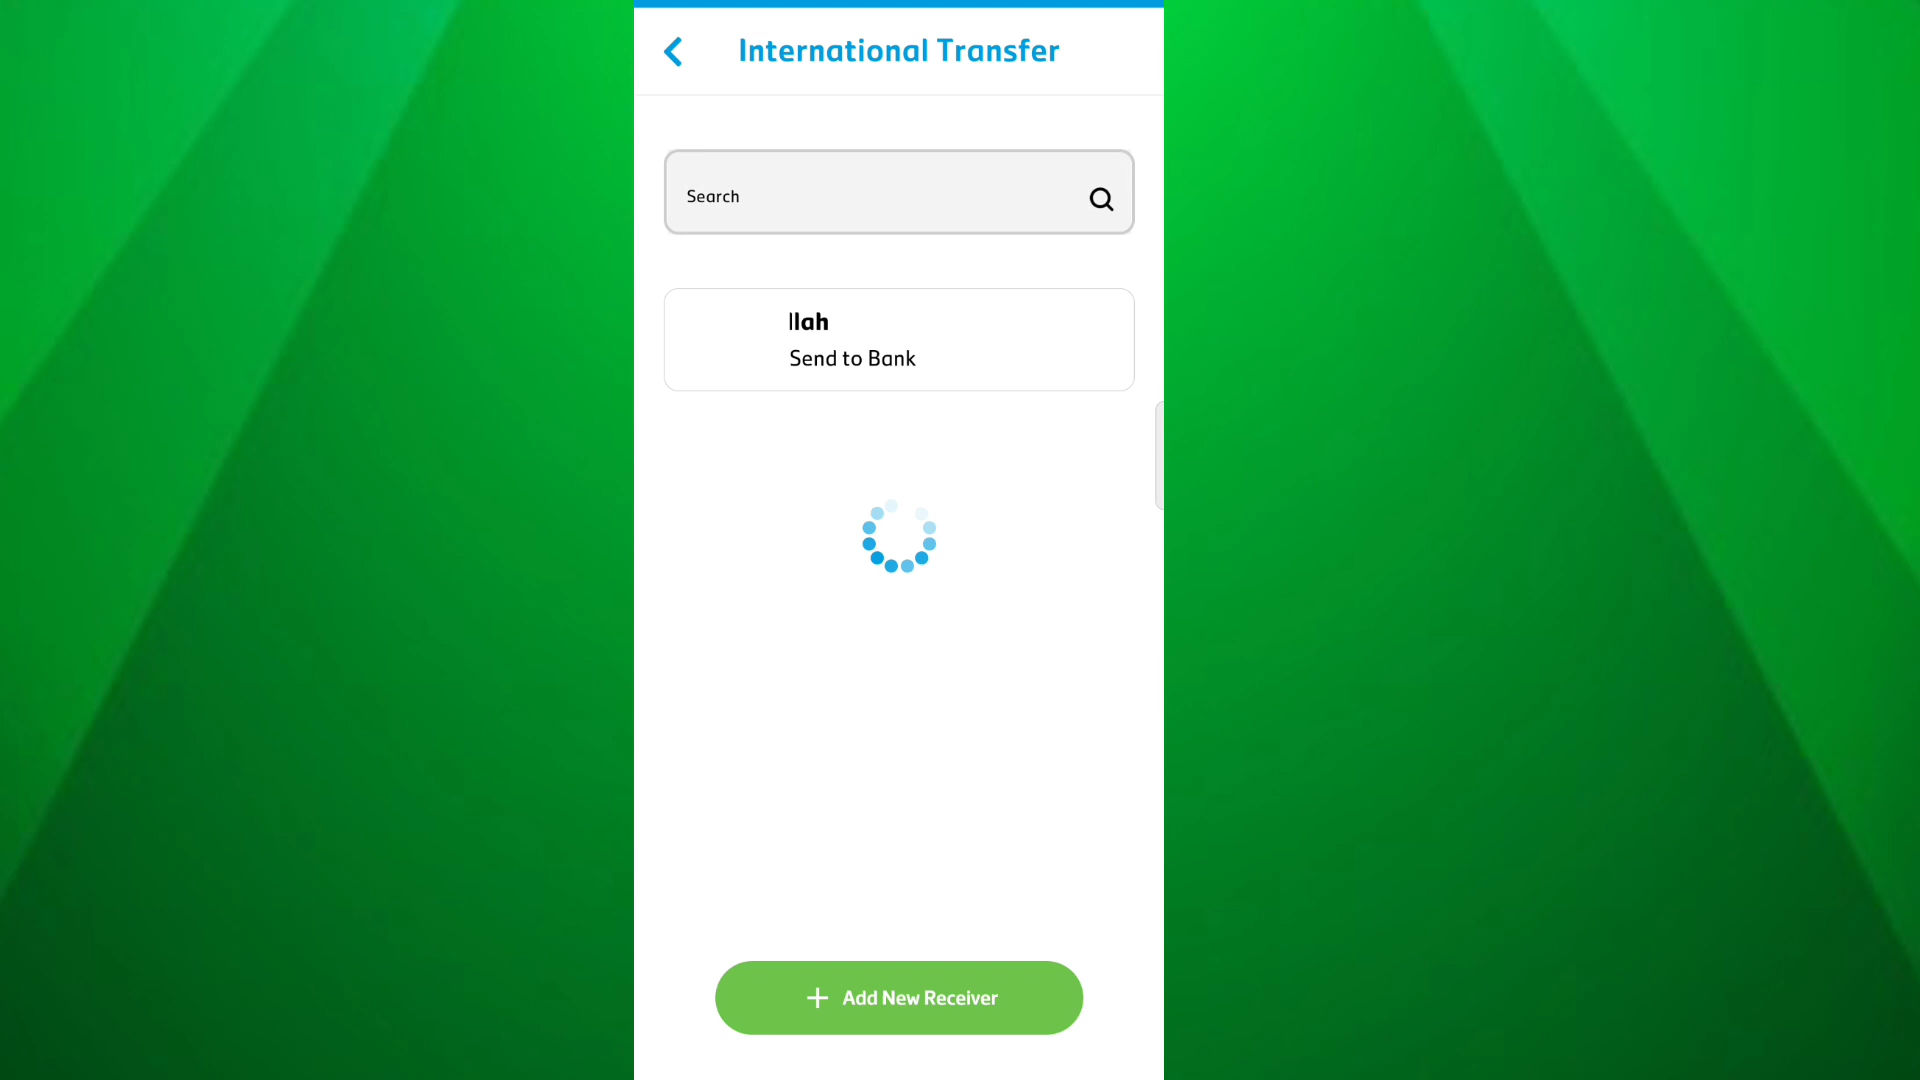 International Transfer
Search
llah
Send to Bank
Add New Receiver